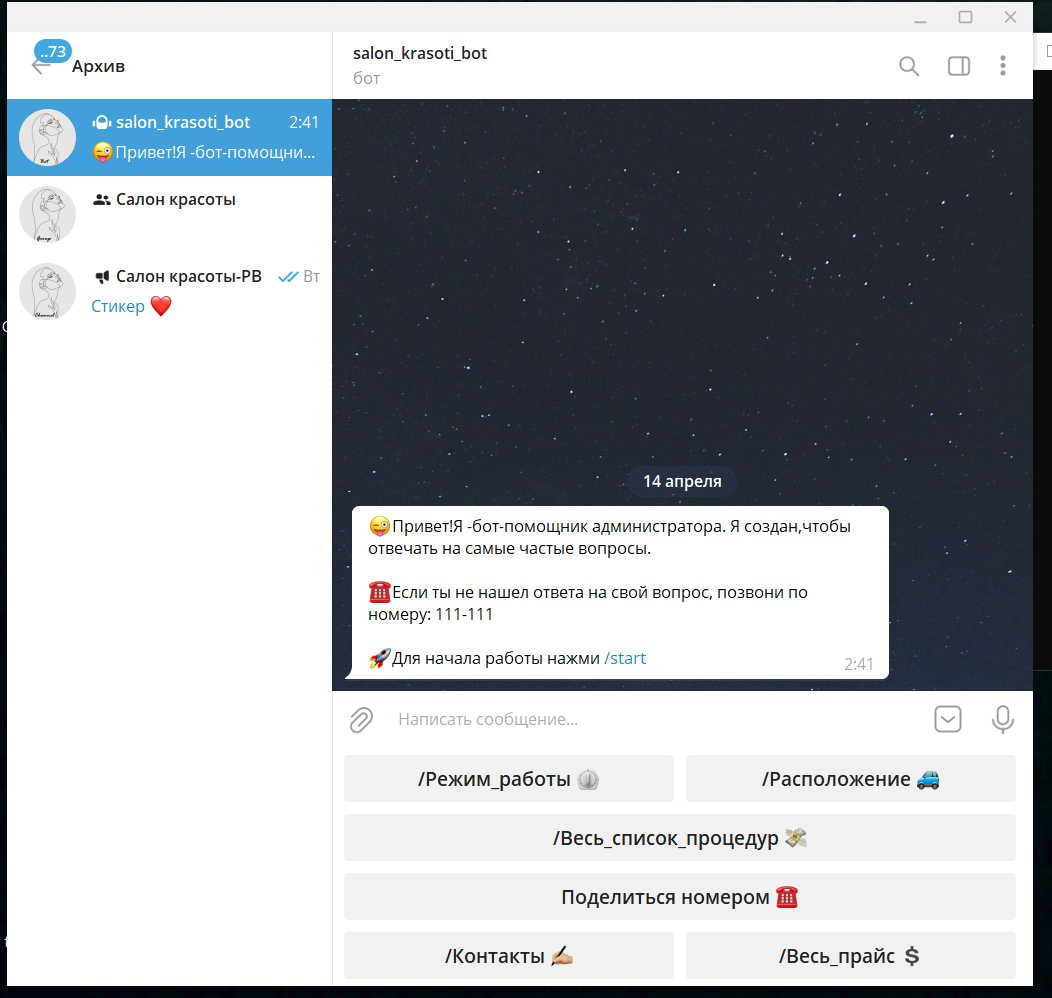 ..73
Архив
salon_krasoti_bot
бот
salon_krasoti_bot 2:41
😜Привет!Я -бот-помощни...
Салон красоты
Салон красоты-РВ Вт
Стикер ❤️
14 апреля
😜Привет!Я -бот-помощник администратора. Я создан,чтобы
отвечать на самые частые вопросы.
☎️Если ты не нашел ответа на свой вопрос, позвони по
номеру: 111-111
🚀Для начала работы нажми /start
2:41
Написать сообщение...
/Режим_работы
/Расположение 🚙
/Весь_список_процедур 💸
Поделиться номером ☎️
/Контакты ✍🏼
/Весь_прайс 💲